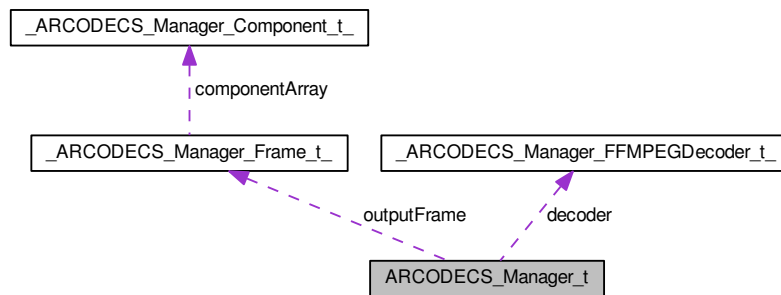 _ARCODECS_Manager_Component_t_
componentArray
_ARCODECS_Manager_Frame_t_
_ARCODECS_Manager_FFMPEGDecoder_t_
outputFrame
decoder
ARCODECS_Manager_t